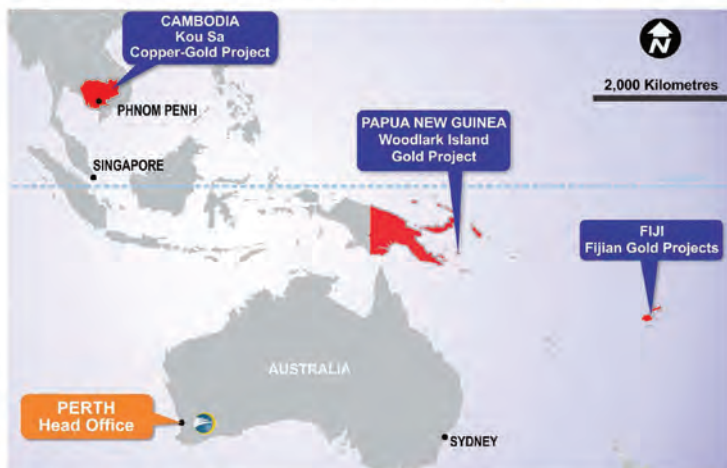 CAMBODIA
Kou Sa
Copper-Gold Project
N
2,000 Kilometres
PHNOM PENH
PAPUA NEW GUINEA
Woodlark Island
Gold Project
SINGAPORE
FIJI
Fijian Gold Projects
AUSTRALIA
PERTH
Head Office
SYDNEY